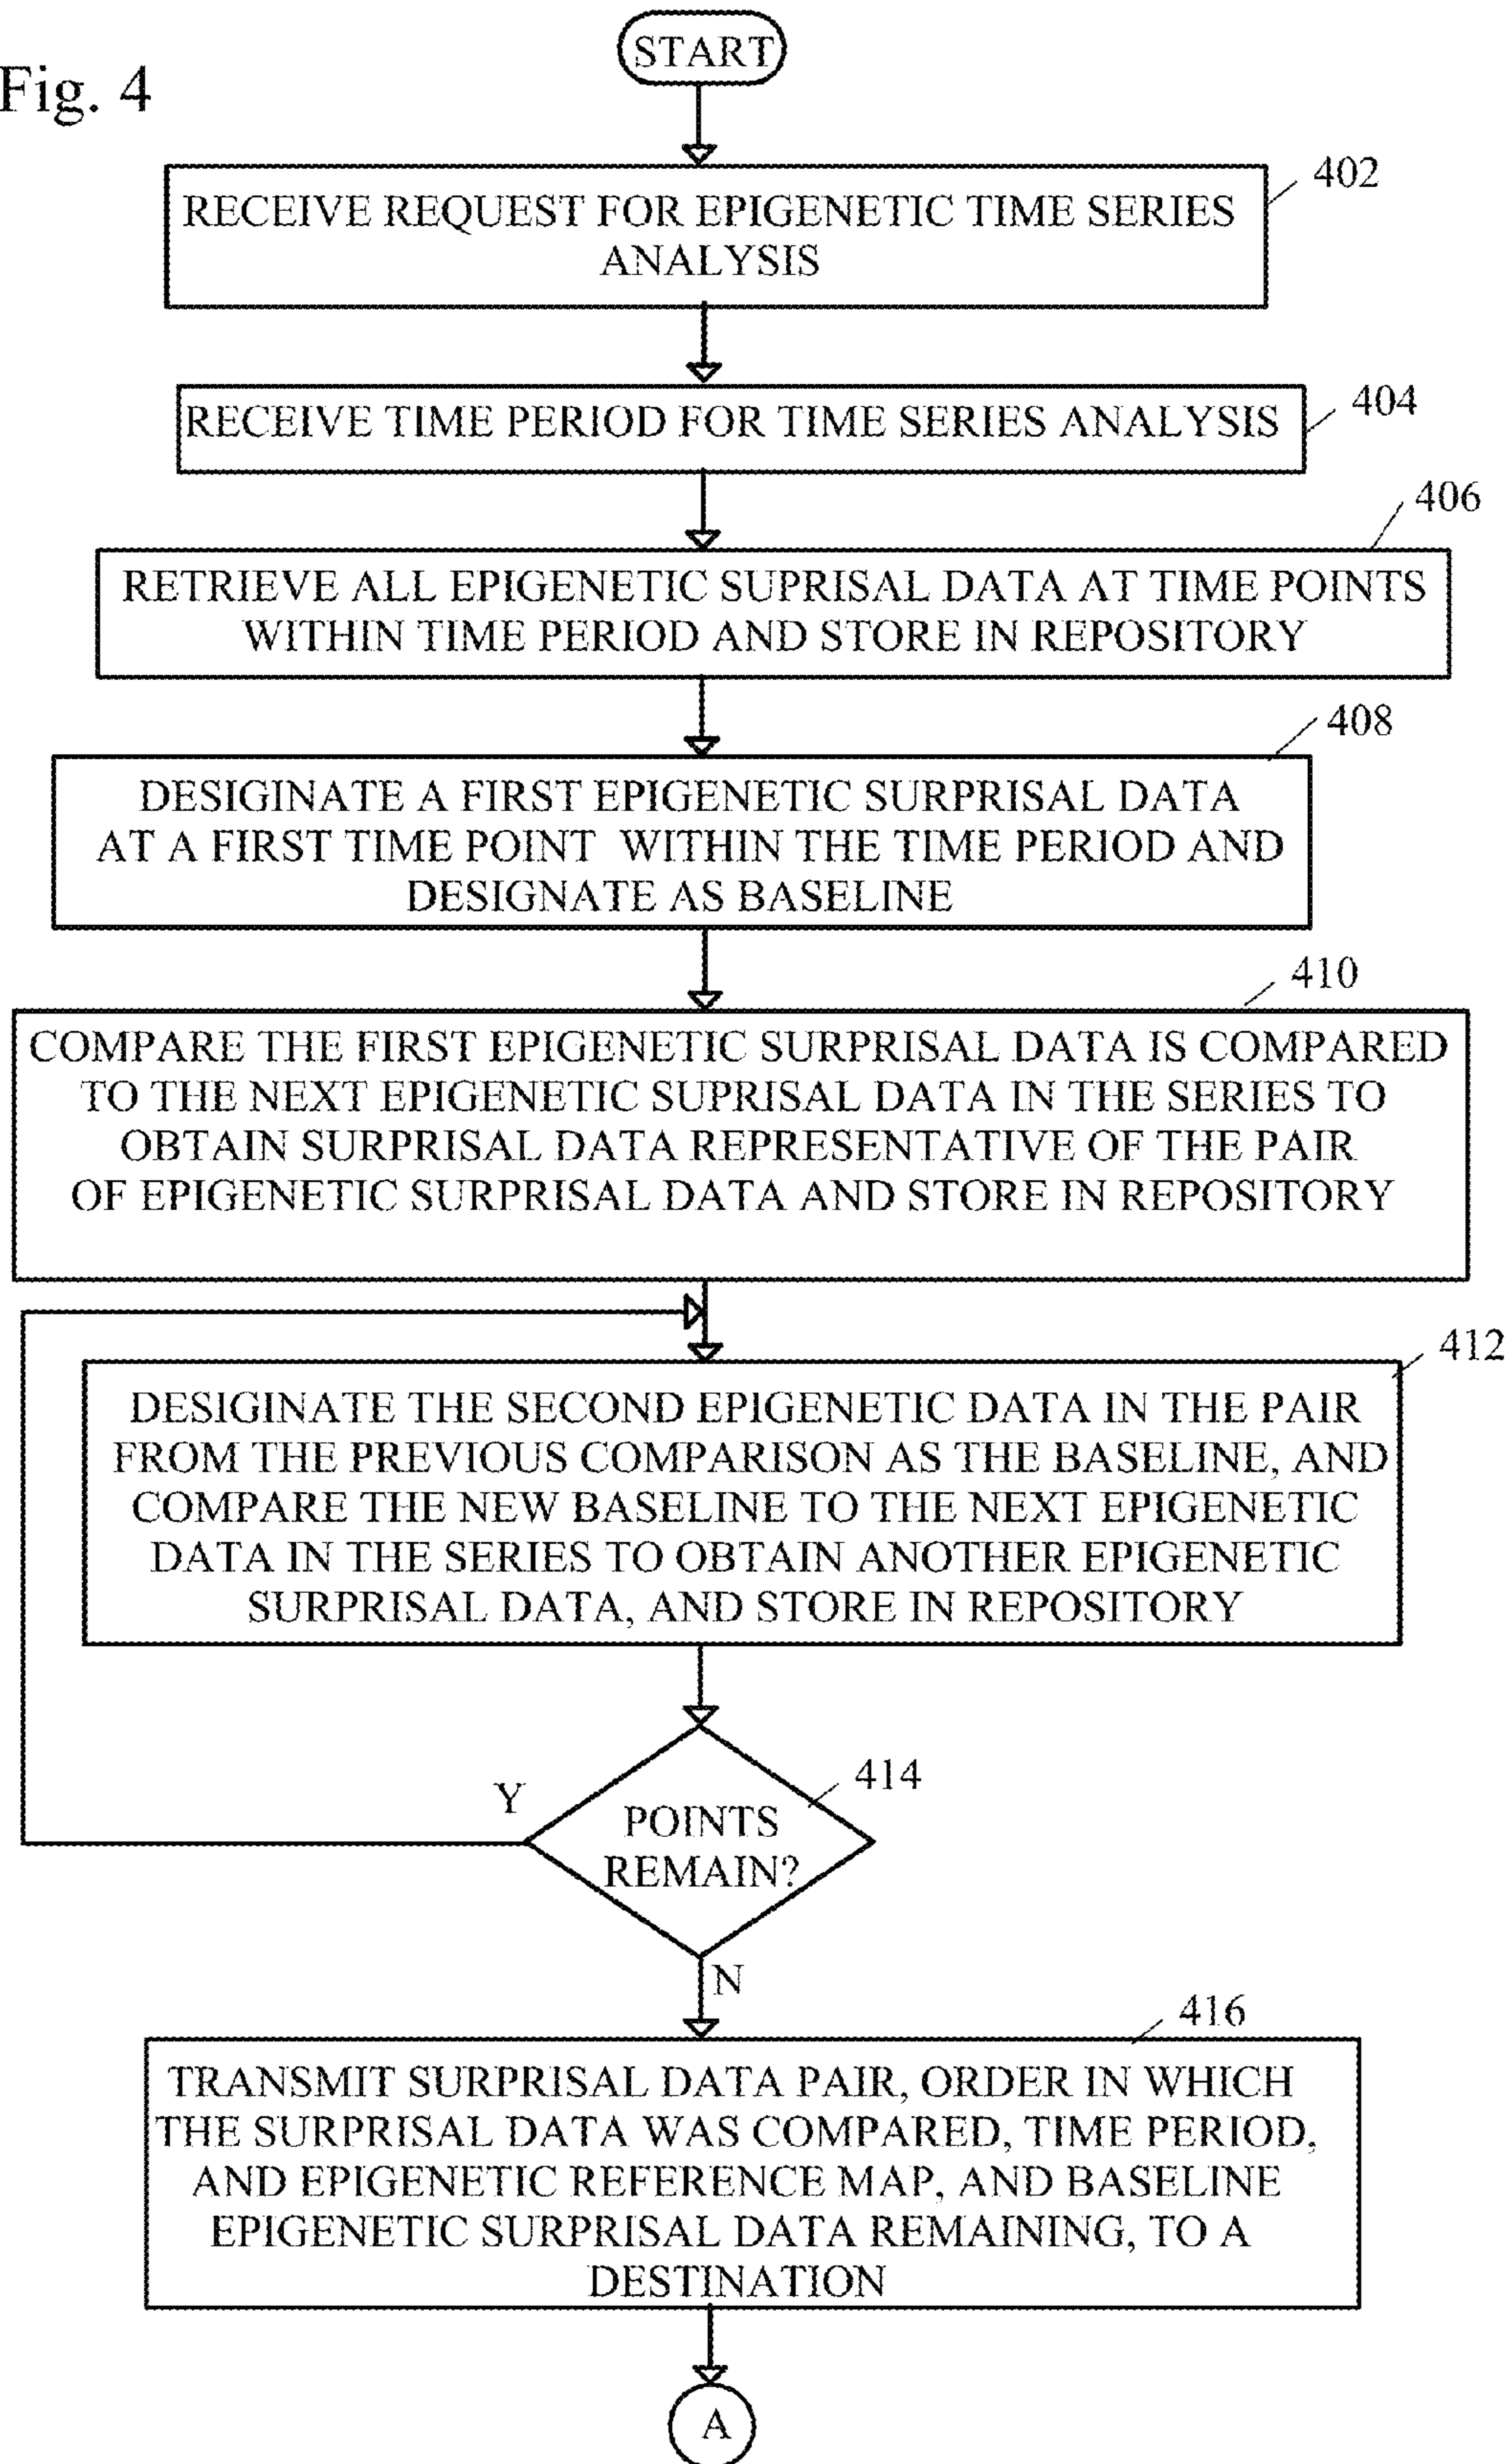 Fig. 4
START
402
RECEIVE REQUEST FOR EPIGENETIC TIME SERIES
ANALYSIS
404
RECEIVE TIME PERIOD FOR TIME SERIES ANALYSIS
406
RETRIEVE ALL EPIGENETIC SUPRISAL DATA AT TIME POINTS
WITHIN TIME PERIOD AND STORE IN REPOSITORY
408
DESIGINATE A FIRST EPIGENETIC SURPRISAL DATA
AT A FIRST TIME POINT WITHIN THE TIME PERIOD AND
DESIGNATE AS BASELINE
410
COMPARE THE FIRST EPIGENETIC SURPRISAL DATA IS COMPARED
TO THE NEXT EPIGENETIC SUPRISAL DATA IN THE SERIES TO
OBTAIN SURPRISAL DATA REPRESENTATIVE OF THE PAIR
OF EPIGENETIC SURPRISAL DATA AND STORE IN REPOSITORY
412
DESIGINATE THE SECOND EPIGENETIC DATA IN THE PAIR
FROM THE PREVIOUS COMPARISON AS THE BASELINE, AND
COMPARE THE NEW BASELINE TO THE NEXT EPIGENETIC
DATA IN THE SERIES TO OBTAIN ANOTHER EPIGENETIC
SURPRISAL DATA, AND STORE IN REPOSITORY
414
Y
POINTS
REMAIN?
N
416
TRANSMIT SURPRISAL DATA PAIR, ORDER IN WHICH
THE SURPRISAL DATA WAS COMPARED, TIME PERIOD,
AND EPIGENETIC REFERENCE MAP, AND BASELINE
EPIGENETIC SURPRISAL DATA REMAINING, TO A
DESTINATION
A